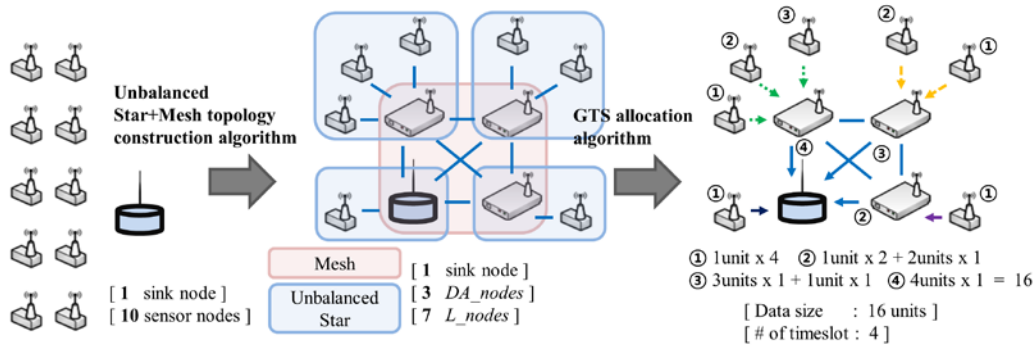 Unbalanced
Star+Mesh topology
construction algorithm
[ 1 sink node ]
[ 10 sensor nodes ]
Mesh
Unbalanced
Star
[ 1 sink node ]
[ 3 DA_nodes ]
[ 7 L_nodes ]
GTS allocation
algorithm
③
②
②
①
①
④
③
①
②
①
① 1unit x 4 ② 1unit x 2 + 2units x 1
③ 3units x 1 + 1unit x 1 ④ 4units x 1 = 16
[ Data size : 16 units ]
[ # of timeslot : 4 ]